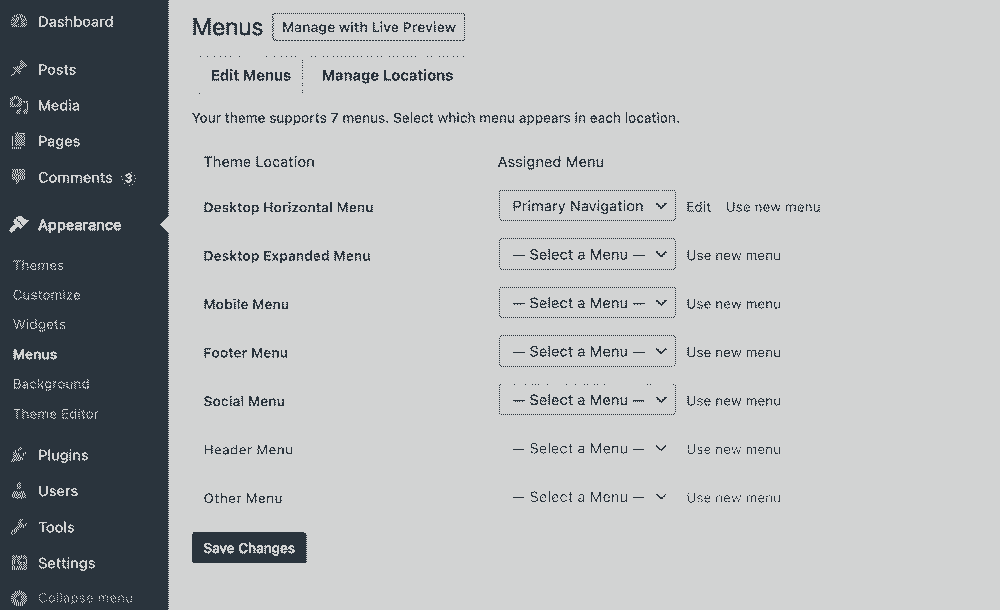 Dashboard
Posts
Media
Pages
Comments 3
Appearance
Themes
Customize
Widgets
Menus
Background
Theme Editor
Plugins
Users
Tools
Settings
Collapse menu
Menus Manage with Live Preview
Edit Menus Manage Locations
Your theme supports 7 menus. Select which menu appears in each location.
Theme Location Assigned Menu
Desktop Horizontal Menu Primary Navigation Edit Use new menu
Desktop Expanded Menu — Select a Menu — Use new menu
Mobile Menu — Select a Menu — Use new menu
Footer Menu — Select a Menu — Use new menu
Social Menu — Select a Menu — Use new menu
Header Menu — Select a Menu — Use new menu
Other Menu — Select a Menu — Use new menu
Save Changes